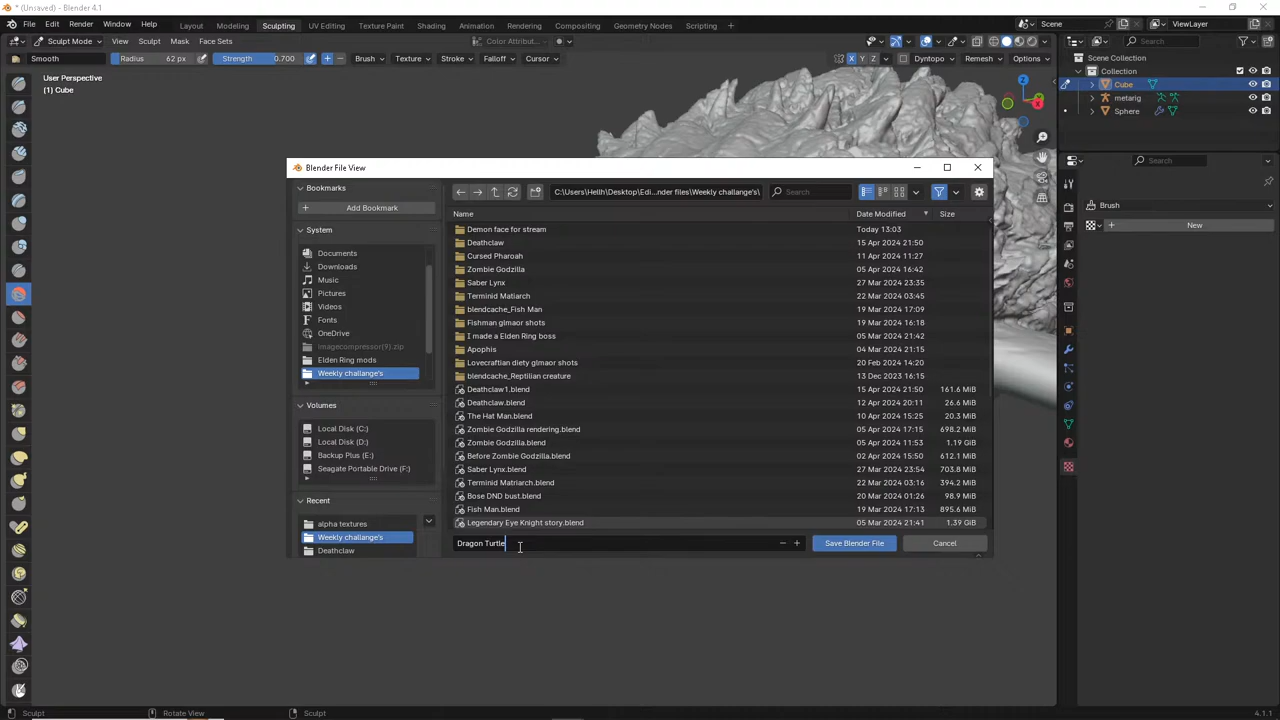 * (Unsaved) - Blender 4.1
File Edit Render Window Help Layout Modeling Sculpting UV Editing Texture Paint Shading Animation Rendering Compositing Geometry Nodes Scripting + Scene ViewLayer
Sculpt Mode View Sculpt Mask Face Sets Color Attribut... Search
Smooth Radius 62 px Strength 0.700 + − Brush Texture Stroke Falloff Cursor X Y Z Dyntopo Remesh Options
Scene Collection
Collection
Cube
metarig
Sphere
User Perspective
(1) Cube
Search
Brush
+ New
Blender File View
Bookmarks
+ Add Bookmark
System
Documents
Downloads
Music
Pictures
Videos
Fonts
OneDrive
imagecompressor(9).zip
Elden Ring mods
Weekly challange's
Volumes
Local Disk (C:)
Local Disk (D:)
Backup Plus (E:)
Seagate Portable Drive (F:)
Recent
alpha textures
Weekly challange's
Deathclaw
C:\Users\Hellh\Desktop\Edi...nder files\Weekly challange's\ Search
Name Date Modified Size
Demon face for stream Today 13:03
Deathclaw 15 Apr 2024 21:50
Cursed Pharoah 11 Apr 2024 11:27
Zombie Godzilla 05 Apr 2024 16:42
Saber Lynx 27 Mar 2024 23:35
Terminid Matiarch 22 Mar 2024 03:45
blendcache_Fish Man 19 Mar 2024 17:09
Fishman glmaor shots 19 Mar 2024 16:18
I made a Elden Ring boss 05 Mar 2024 21:42
Apophis 04 Mar 2024 21:15
Lovecraftian diety glmaor shots 20 Feb 2024 14:20
blendcache_Reptilian creature 13 Dec 2023 16:15
Deathclaw1.blend 15 Apr 2024 21:50 161.6 MiB
Deathclaw.blend 12 Apr 2024 20:11 26.6 MiB
The Hat Man.blend 10 Apr 2024 15:25 20.3 MiB
Zombie Godzilla rendering.blend 05 Apr 2024 17:15 698.2 MiB
Zombie Godzilla.blend 05 Apr 2024 11:53 1.19 GiB
Before Zombie Godzilla.blend 02 Apr 2024 15:50 612.1 MiB
Saber Lynx.blend 27 Mar 2024 23:54 703.8 MiB
Terminid Matriarch.blend 22 Mar 2024 03:16 394.2 MiB
Bose DND bust.blend 20 Mar 2024 01:26 98.9 MiB
Fish Man.blend 19 Mar 2024 17:13 895.6 MiB
Legendary Eye Knight story.blend 05 Mar 2024 21:41 1.39 GiB
Dragon Turtle − + Save Blender File Cancel
Sculpt Rotate View Sculpt 4.1.1